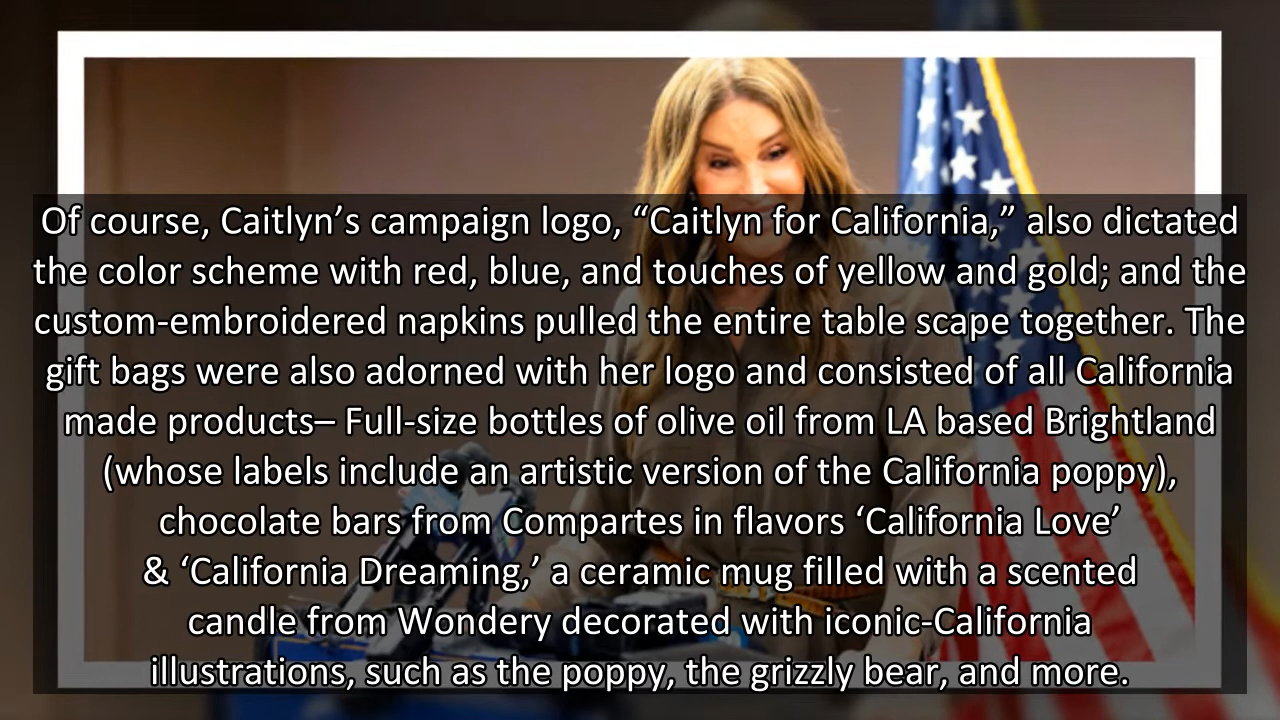 Of course, Caitlyn’s campaign logo, “Caitlyn for California,” also dictated
the color scheme with red, blue, and touches of yellow and gold; and the
custom-embroidered napkins pulled the entire table scape together. The
gift bags were also adorned with her logo and consisted of all California
made products– Full-size bottles of olive oil from LA based Brightland
(whose labels include an artistic version of the California poppy),
chocolate bars from Compartes in flavors ‘California Love’
& ‘California Dreaming,’ a ceramic mug filled with a scented
candle from Wondery decorated with iconic-California
illustrations, such as the poppy, the grizzly bear, and more.